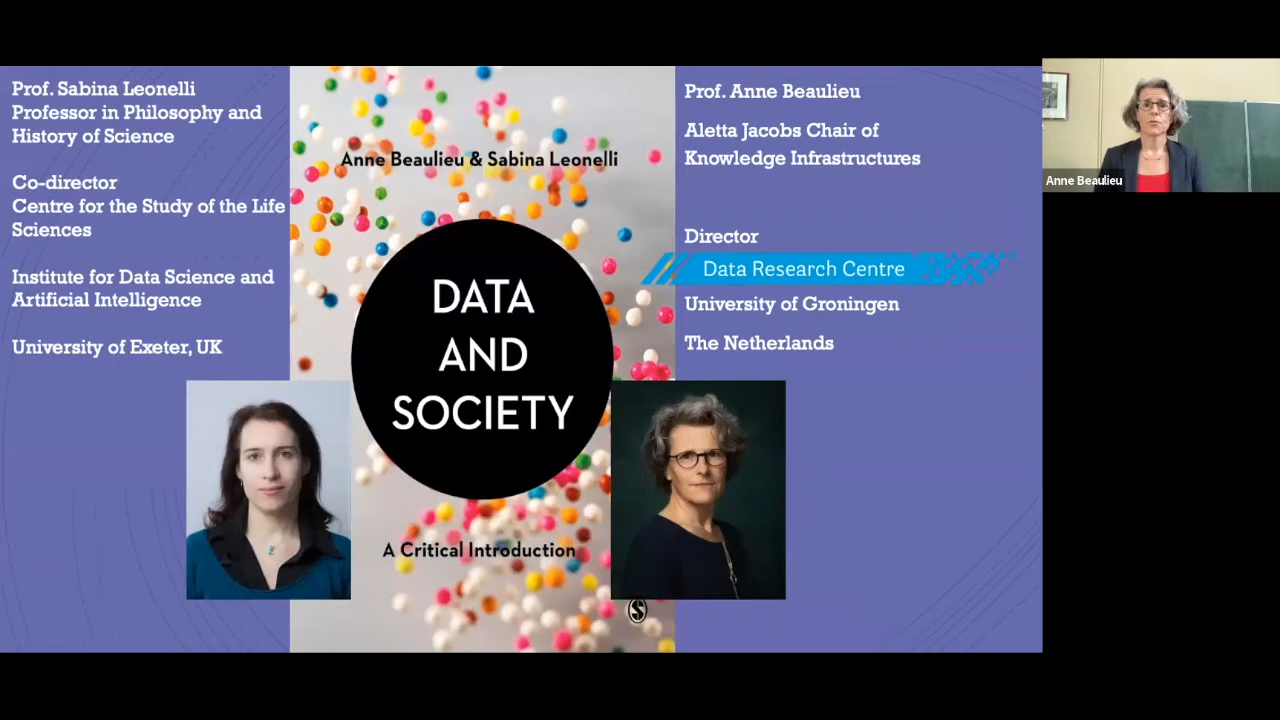 Prof. Sabina Leonelli
Professor in Philosophy and
History of Science
Co-director
Centre for the Study of the Life
Sciences
Institute for Data Science and
Artificial Intelligence
University of Exeter, UK
Anne Beaulieu & Sabina Leonelli
DATA
AND
SOCIETY
A Critical Introduction
S
Prof. Anne Beaulieu
Aletta Jacobs Chair of
Knowledge Infrastructures
Director
Data Research Centre
University of Groningen
The Netherlands
Anne Beaulieu